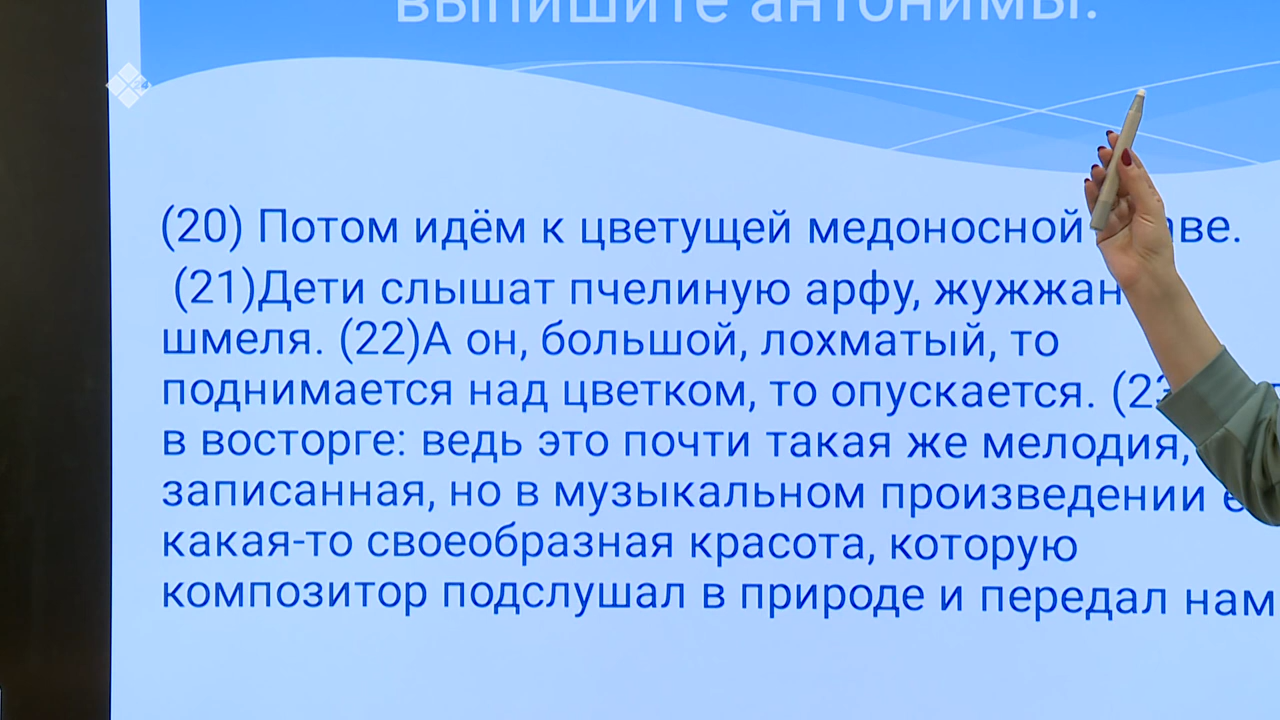 выпишите антонимы.
(20) Потом идём к цветущей медоносной
(21)Дети слышат пчелиную арфу,
шмеля. (22)А он, большой, лохматый, то
поднимается над цветком, то опускается.
в восторге: ведь это почти такая же мелодия,
записанная, но в музыкальном произведении
какая-то своеобразная красота, которую
композитор подслушал в природе и передал нам